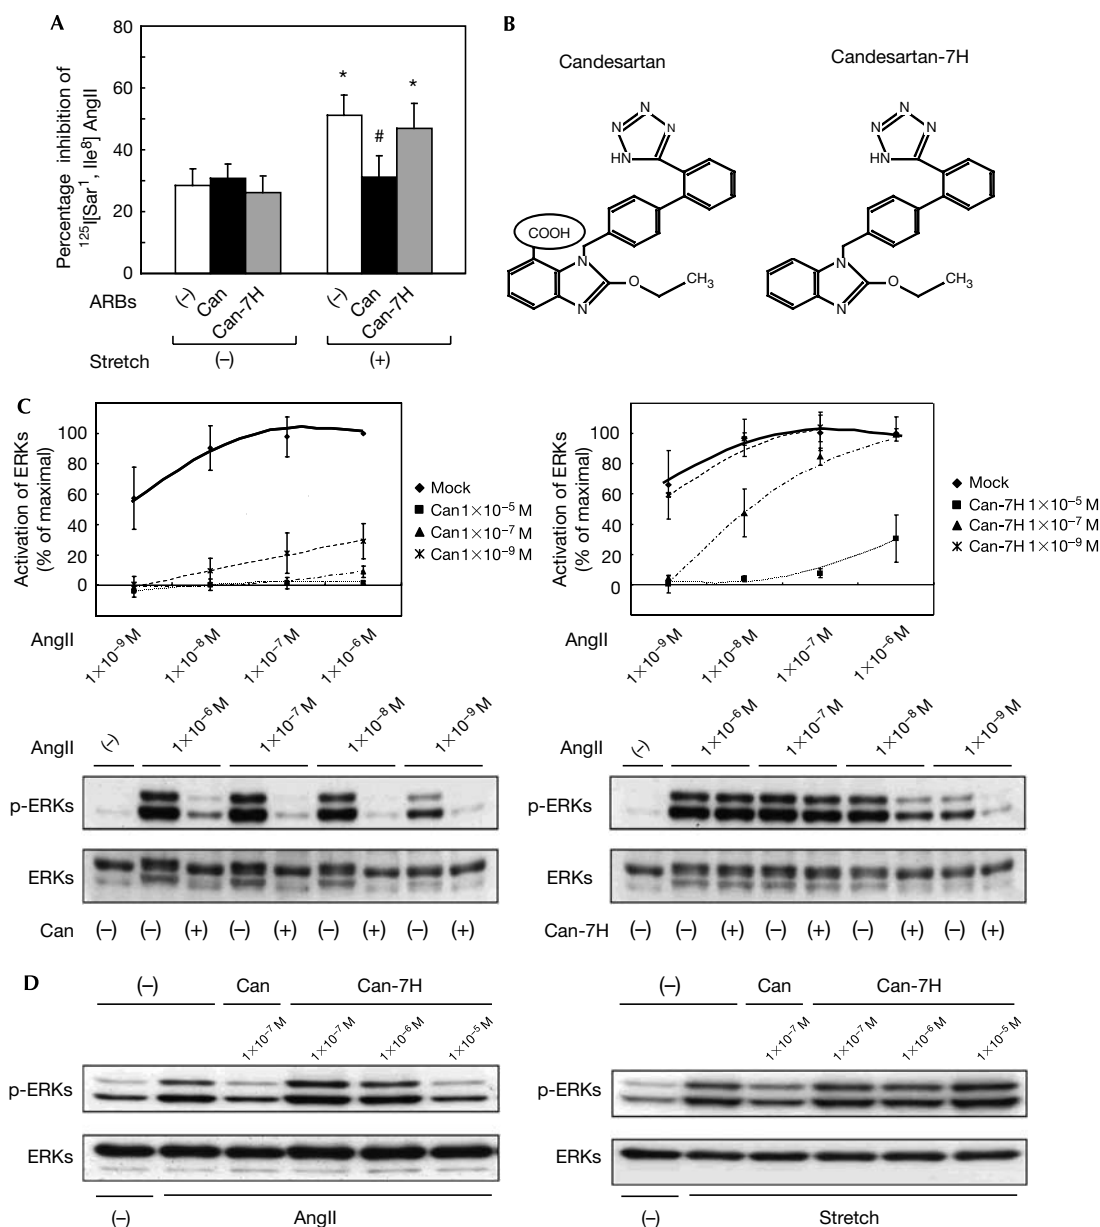 A
80
60
40
20
0
Percentage inhibition of
¹²⁵I[Sar¹, Ile⁸] AngII
* # *
ARBs (–) Can Can-7H (–) Can Can-7H
Stretch (–) (+)
B
Candesartan
Candesartan-7H
N N
N N
HN
COOH
N
N
O
CH₃
N N
N N
HN
N
N
O
CH₃
C
100
80
60
40
20
0
Activation of ERKs
(% of maximal)
Mock
Can 1×10⁻⁵ M
Can 1×10⁻⁷ M
Can 1×10⁻⁹ M
AngII 1×10⁻⁹ M 1×10⁻⁸ M 1×10⁻⁷ M 1×10⁻⁶ M
100
80
60
40
20
0
Activation of ERKs
(% of maximal)
Mock
Can-7H 1×10⁻⁵ M
Can-7H 1×10⁻⁷ M
Can-7H 1×10⁻⁹ M
AngII 1×10⁻⁹ M 1×10⁻⁸ M 1×10⁻⁷ M 1×10⁻⁶ M
AngII (–) 1×10⁻⁶ M 1×10⁻⁷ M 1×10⁻⁸ M 1×10⁻⁹ M
p-ERKs
ERKs
Can (–) (–) (+) (–) (+) (–) (+) (–) (+)
AngII (–) 1×10⁻⁶ M 1×10⁻⁷ M 1×10⁻⁸ M 1×10⁻⁹ M
p-ERKs
ERKs
Can-7H (–) (–) (+) (–) (+) (–) (+) (–) (+)
D
(–) Can Can-7H
1×10⁻⁷ M 1×10⁻⁷ M 1×10⁻⁶ M 1×10⁻⁵ M
p-ERKs
ERKs
(–) AngII
(–) Can Can-7H
1×10⁻⁷ M 1×10⁻⁷ M 1×10⁻⁶ M 1×10⁻⁵ M
p-ERKs
ERKs
(–) Stretch